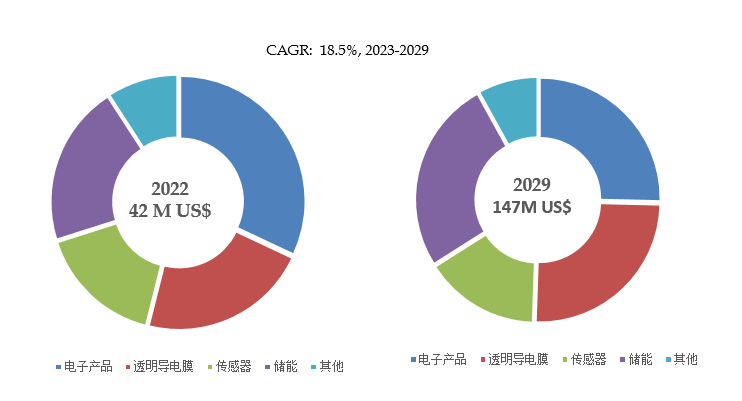 CAGR: 18.5%, 2023-2029
2022
42 M US$
2029
147M US$
电子产品 透明导电膜 传感器 储能 其他
电子产品 透明导电膜 传感器 储能 其他